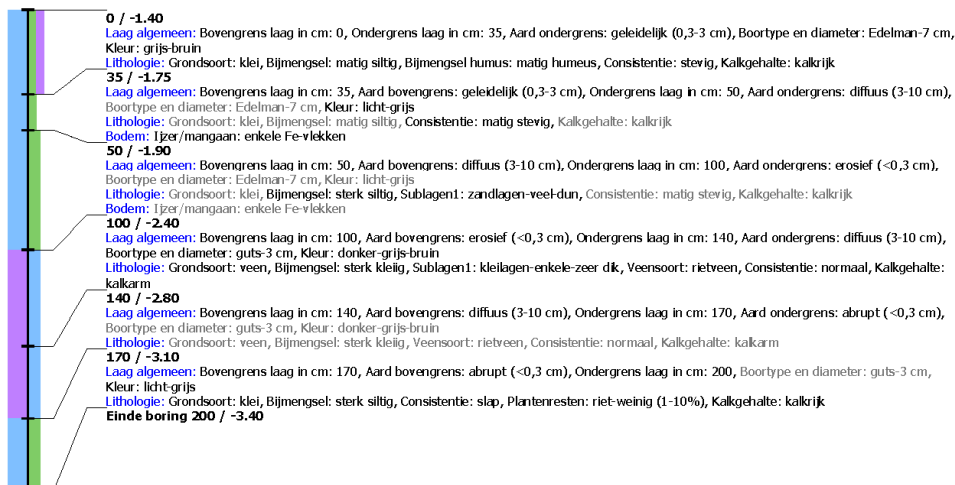 0 / -1.40
Laag algemeen: Bovengrens laag in cm: 0, Ondergrens laag in cm: 35, Aard ondergrens: geleidelijk (0,3-3 cm), Boortype en diameter: Edelman-7 cm,
Kleur: grijs-bruin
Lithologie: Grondsoort: klei, Bijmengsel: matig siltig, Bijmengsel humus: matig humeus, Consistentie: stevig, Kalkgehalte: kalkrijk
35 / -1.75
Laag algemeen: Bovengrens laag in cm: 35, Aard bovengrens: geleidelijk (0,3-3 cm), Ondergrens laag in cm: 50, Aard ondergrens: diffuus (3-10 cm),
Boortype en diameter: Edelman-7 cm, Kleur: licht-grijs
Lithologie: Grondsoort: klei, Bijmengsel: matig siltig, Consistentie: matig stevig, Kalkgehalte: kalkrijk
Bodem: Ijzer/mangaan: enkele Fe-vlekken
50 / -1.90
Laag algemeen: Bovengrens laag in cm: 50, Aard bovengrens: diffuus (3-10 cm), Ondergrens laag in cm: 100, Aard ondergrens: erosief (<0,3 cm),
Boortype en diameter: Edelman-7 cm, Kleur: licht-grijs
Lithologie: Grondsoort: klei, Bijmengsel: sterk siltig, Sublagen1: zandlagen-veel-dun, Consistentie: matig stevig, Kalkgehalte: kalkrijk
Bodem: Ijzer/mangaan: enkele Fe-vlekken
100 / -2.40
Laag algemeen: Bovengrens laag in cm: 100, Aard bovengrens: erosief (<0,3 cm), Ondergrens laag in cm: 140, Aard ondergrens: diffuus (3-10 cm),
Boortype en diameter: guts-3 cm, Kleur: donker-grijs-bruin
Lithologie: Grondsoort: veen, Bijmengsel: sterk kleiig, Sublagen1: kleilagen-enkele-zeer dik, Veensoort: rietveen, Consistentie: normaal, Kalkgehalte:
kalkarm
140 / -2.80
Laag algemeen: Bovengrens laag in cm: 140, Aard bovengrens: diffuus (3-10 cm), Ondergrens laag in cm: 170, Aard ondergrens: abrupt (<0,3 cm),
Boortype en diameter: guts-3 cm, Kleur: donker-grijs-bruin
Lithologie: Grondsoort: veen, Bijmengsel: sterk kleiig, Veensoort: rietveen, Consistentie: normaal, Kalkgehalte: kalkarm
170 / -3.10
Laag algemeen: Bovengrens laag in cm: 170, Aard bovengrens: abrupt (<0,3 cm), Ondergrens laag in cm: 200, Boortype en diameter: guts-3 cm,
Kleur: licht-grijs
Lithologie: Grondsoort: klei, Bijmengsel: sterk siltig, Consistentie: slap, Plantenresten: riet-weinig (1-10%), Kalkgehalte: kalkrijk
Einde boring 200 / -3.40